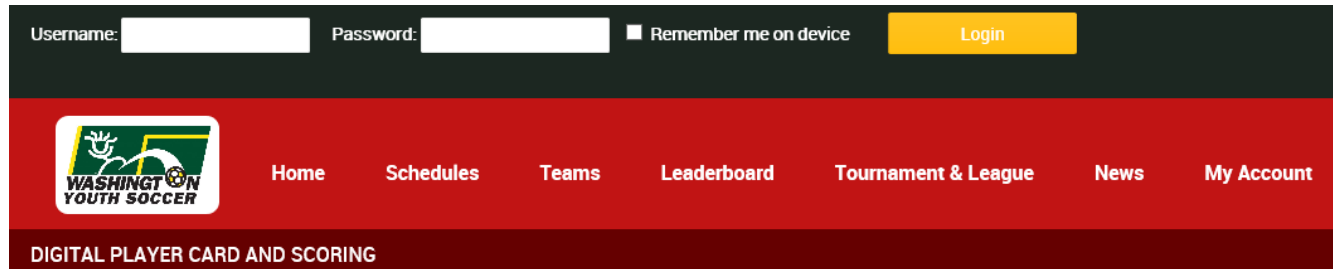 Username: Password: Remember me on device Login
WASHINGTON
YOUTH SOCCER
Home Schedules Teams Leaderboard Tournament & League News My Account
DIGITAL PLAYER CARD AND SCORING